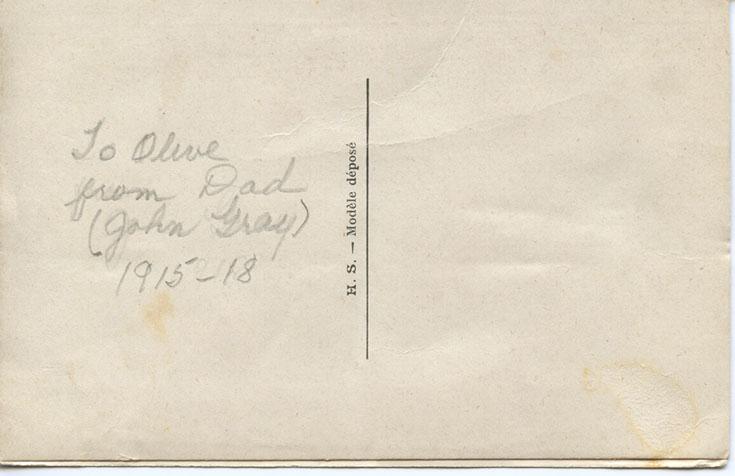 To Olive
from Dad
(John Gray)
1915-18
H. S. – Modèle déposé